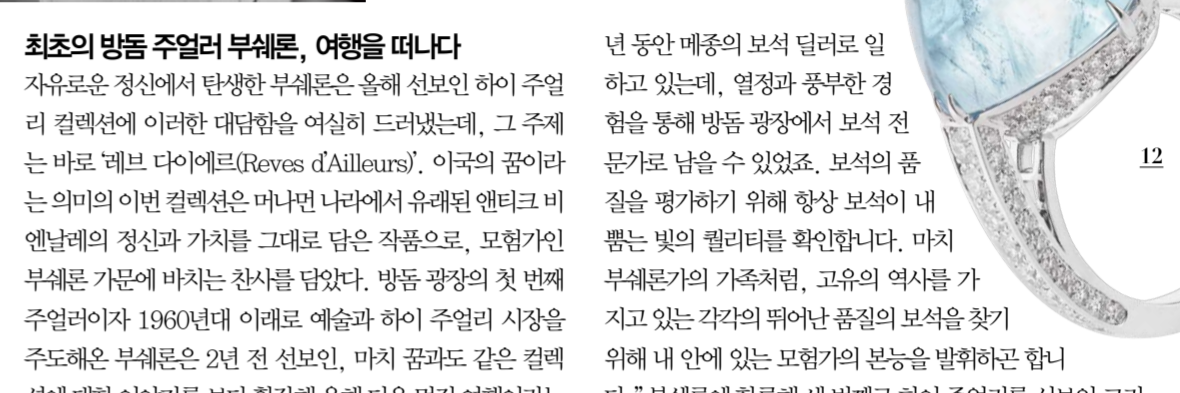 최초의 방돔 주얼러 부쉐론, 여행을 떠나다
자유로운 정신에서 탄생한 부쉐론은 올해 선보인 하이 주얼
리 컬렉션에 이러한 대담함을 여실히 드러냈는데, 그 주제
는 바로 ‘레브 다이에르(Reves d’Ailleurs)’. 이국의 꿈이라
는 의미의 이번 컬렉션은 머나먼 나라에서 유래된 앤티크 비
엔날레의 정신과 가치를 그대로 담은 작품으로, 모험가인
부쉐론 가문에 바치는 찬사를 담았다. 방돔 광장의 첫 번째
주얼러이자 1960년대 이래로 예술과 하이 주얼리 시장을
주도해온 부쉐론은 2년 전 선보인, 마치 꿈과도 같은 컬렉
년 동안 메종의 보석 딜러로 일
하고 있는데, 열정과 풍부한 경
험을 통해 방돔 광장에서 보석 전
문가로 남을 수 있었죠. 보석의 품
질을 평가하기 위해 항상 보석이 내
뿜는 빛의 퀄리티를 확인합니다. 마치
부쉐론가의 가족처럼, 고유의 역사를 가
지고 있는 각각의 뛰어난 품질의 보석을 찾기
위해 내 안에 있는 모험가의 본능을 발휘하곤 합니
12